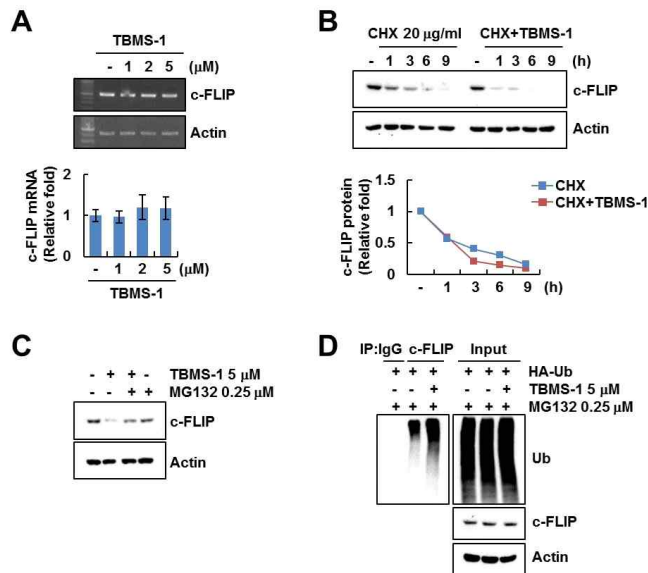 A
TBMS-1
- 1 2 5 (μM)
c-FLIP
Actin
c-FLIP mRNA
(Relative fold)
2
1
0
- 1 2 5 (μM)
TBMS-1
B
CHX 20 μg/ml CHX+TBMS-1
- 1 3 6 9 - 1 3 6 9 (h)
c-FLIP
Actin
c-FLIP protein
(Relative fold)
1.5
1
0.5
0
CHX
CHX+TBMS-1
- 1 3 6 9 (h)
C
- + + - TBMS-1 5 μM
- - + + MG132 0.25 μM
c-FLIP
Actin
D
IP:IgG c-FLIP Input
+ + + + + + HA-Ub
- - + - - + TBMS-1 5 μM
+ + + + + + MG132 0.25 μM
Ub
c-FLIP
Actin